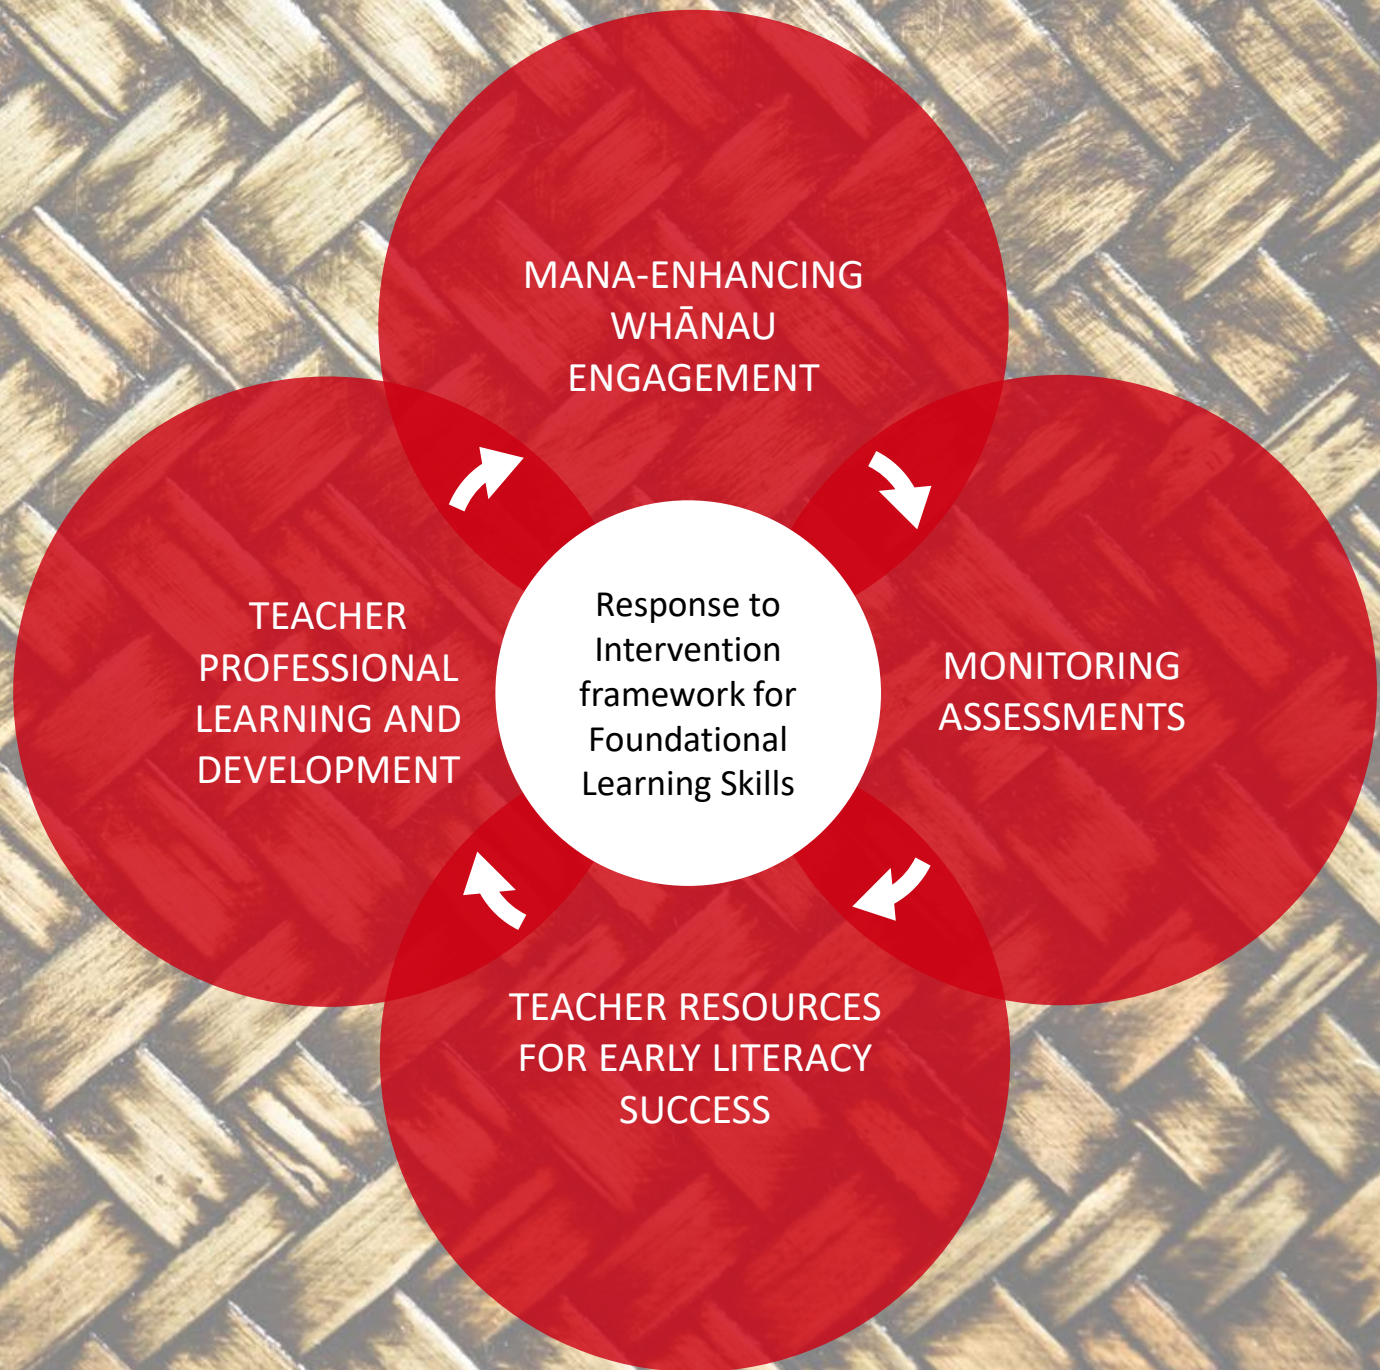 MANA-ENHANCING
WHĀNAU
ENGAGEMENT
TEACHER
PROFESSIONAL
LEARNING AND
DEVELOPMENT
Response to
Intervention
framework for
Foundational
Learning Skills
MONITORING
ASSESSMENTS
TEACHER RESOURCES
FOR EARLY LITERACY
SUCCESS